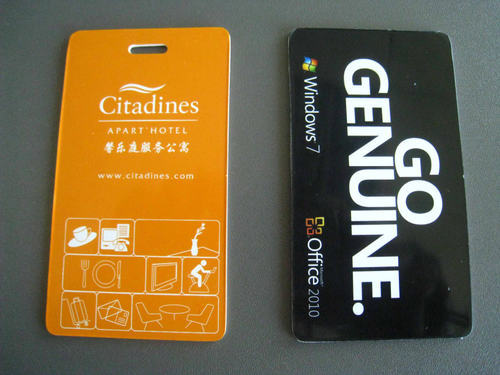 Citadines
APART'HOTEL
馨乐庭服务公寓
www.citadines.com
GO
GENUINE.
Windows 7
Office 2010